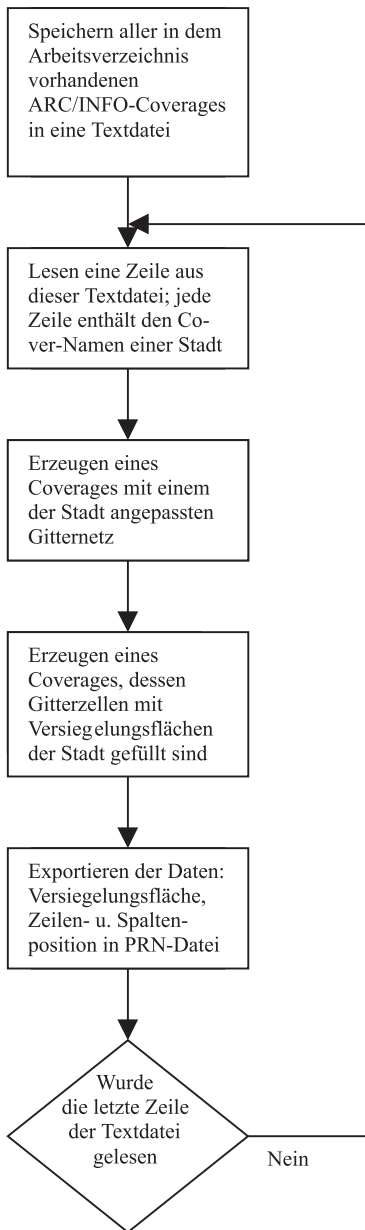 Speichern aller in dem
Arbeitsverzeichnis
vorhandenen
ARC/INFO-Coverages
in eine Textdatei
Lesen eine Zeile aus
dieser Textdatei; jede
Zeile enthält den Co-
ver-Namen einer Stadt
Erzeugen eines
Coverages mit einem
der Stadt angepassten
Gitternetz
Erzeugen eines
Coverages, dessen
Gitterzellen mit
Versiegelungsflächen
der Stadt gefüllt sind
Exportieren der Daten:
Versiegelungsfläche,
Zeilen- u. Spalten-
position in PRN-Datei
Wurde
die letzte Zeile
der Textdatei
gelesen
Nein